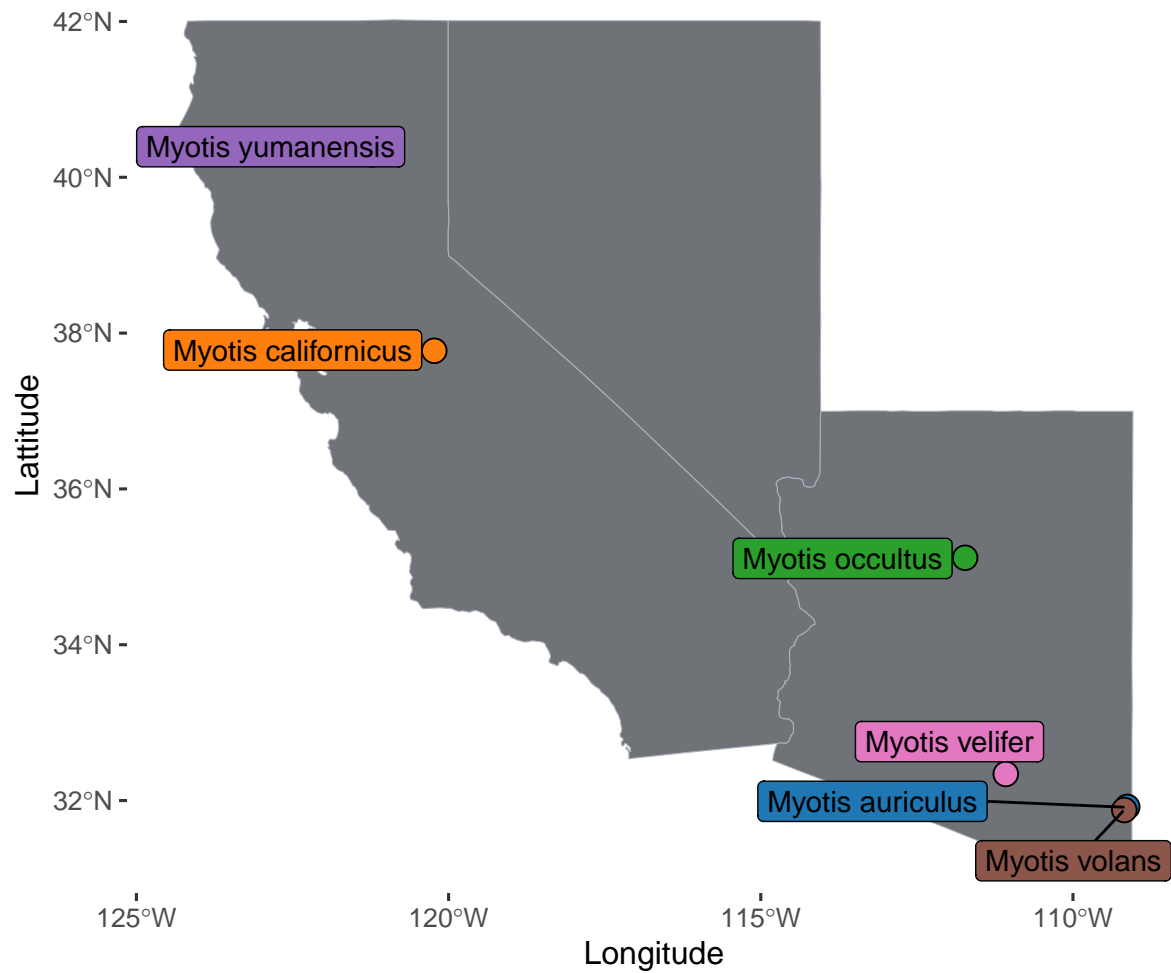 42°N
Myotis yumanensis
40°N
38°N
Myotis californicus
Lattitude
36°N
Myotis occultus
34°N
Myotis velifer
32°N
Myotis auriculus
Myotis volans
125°W
120°W
115°W
110°W
Longitude